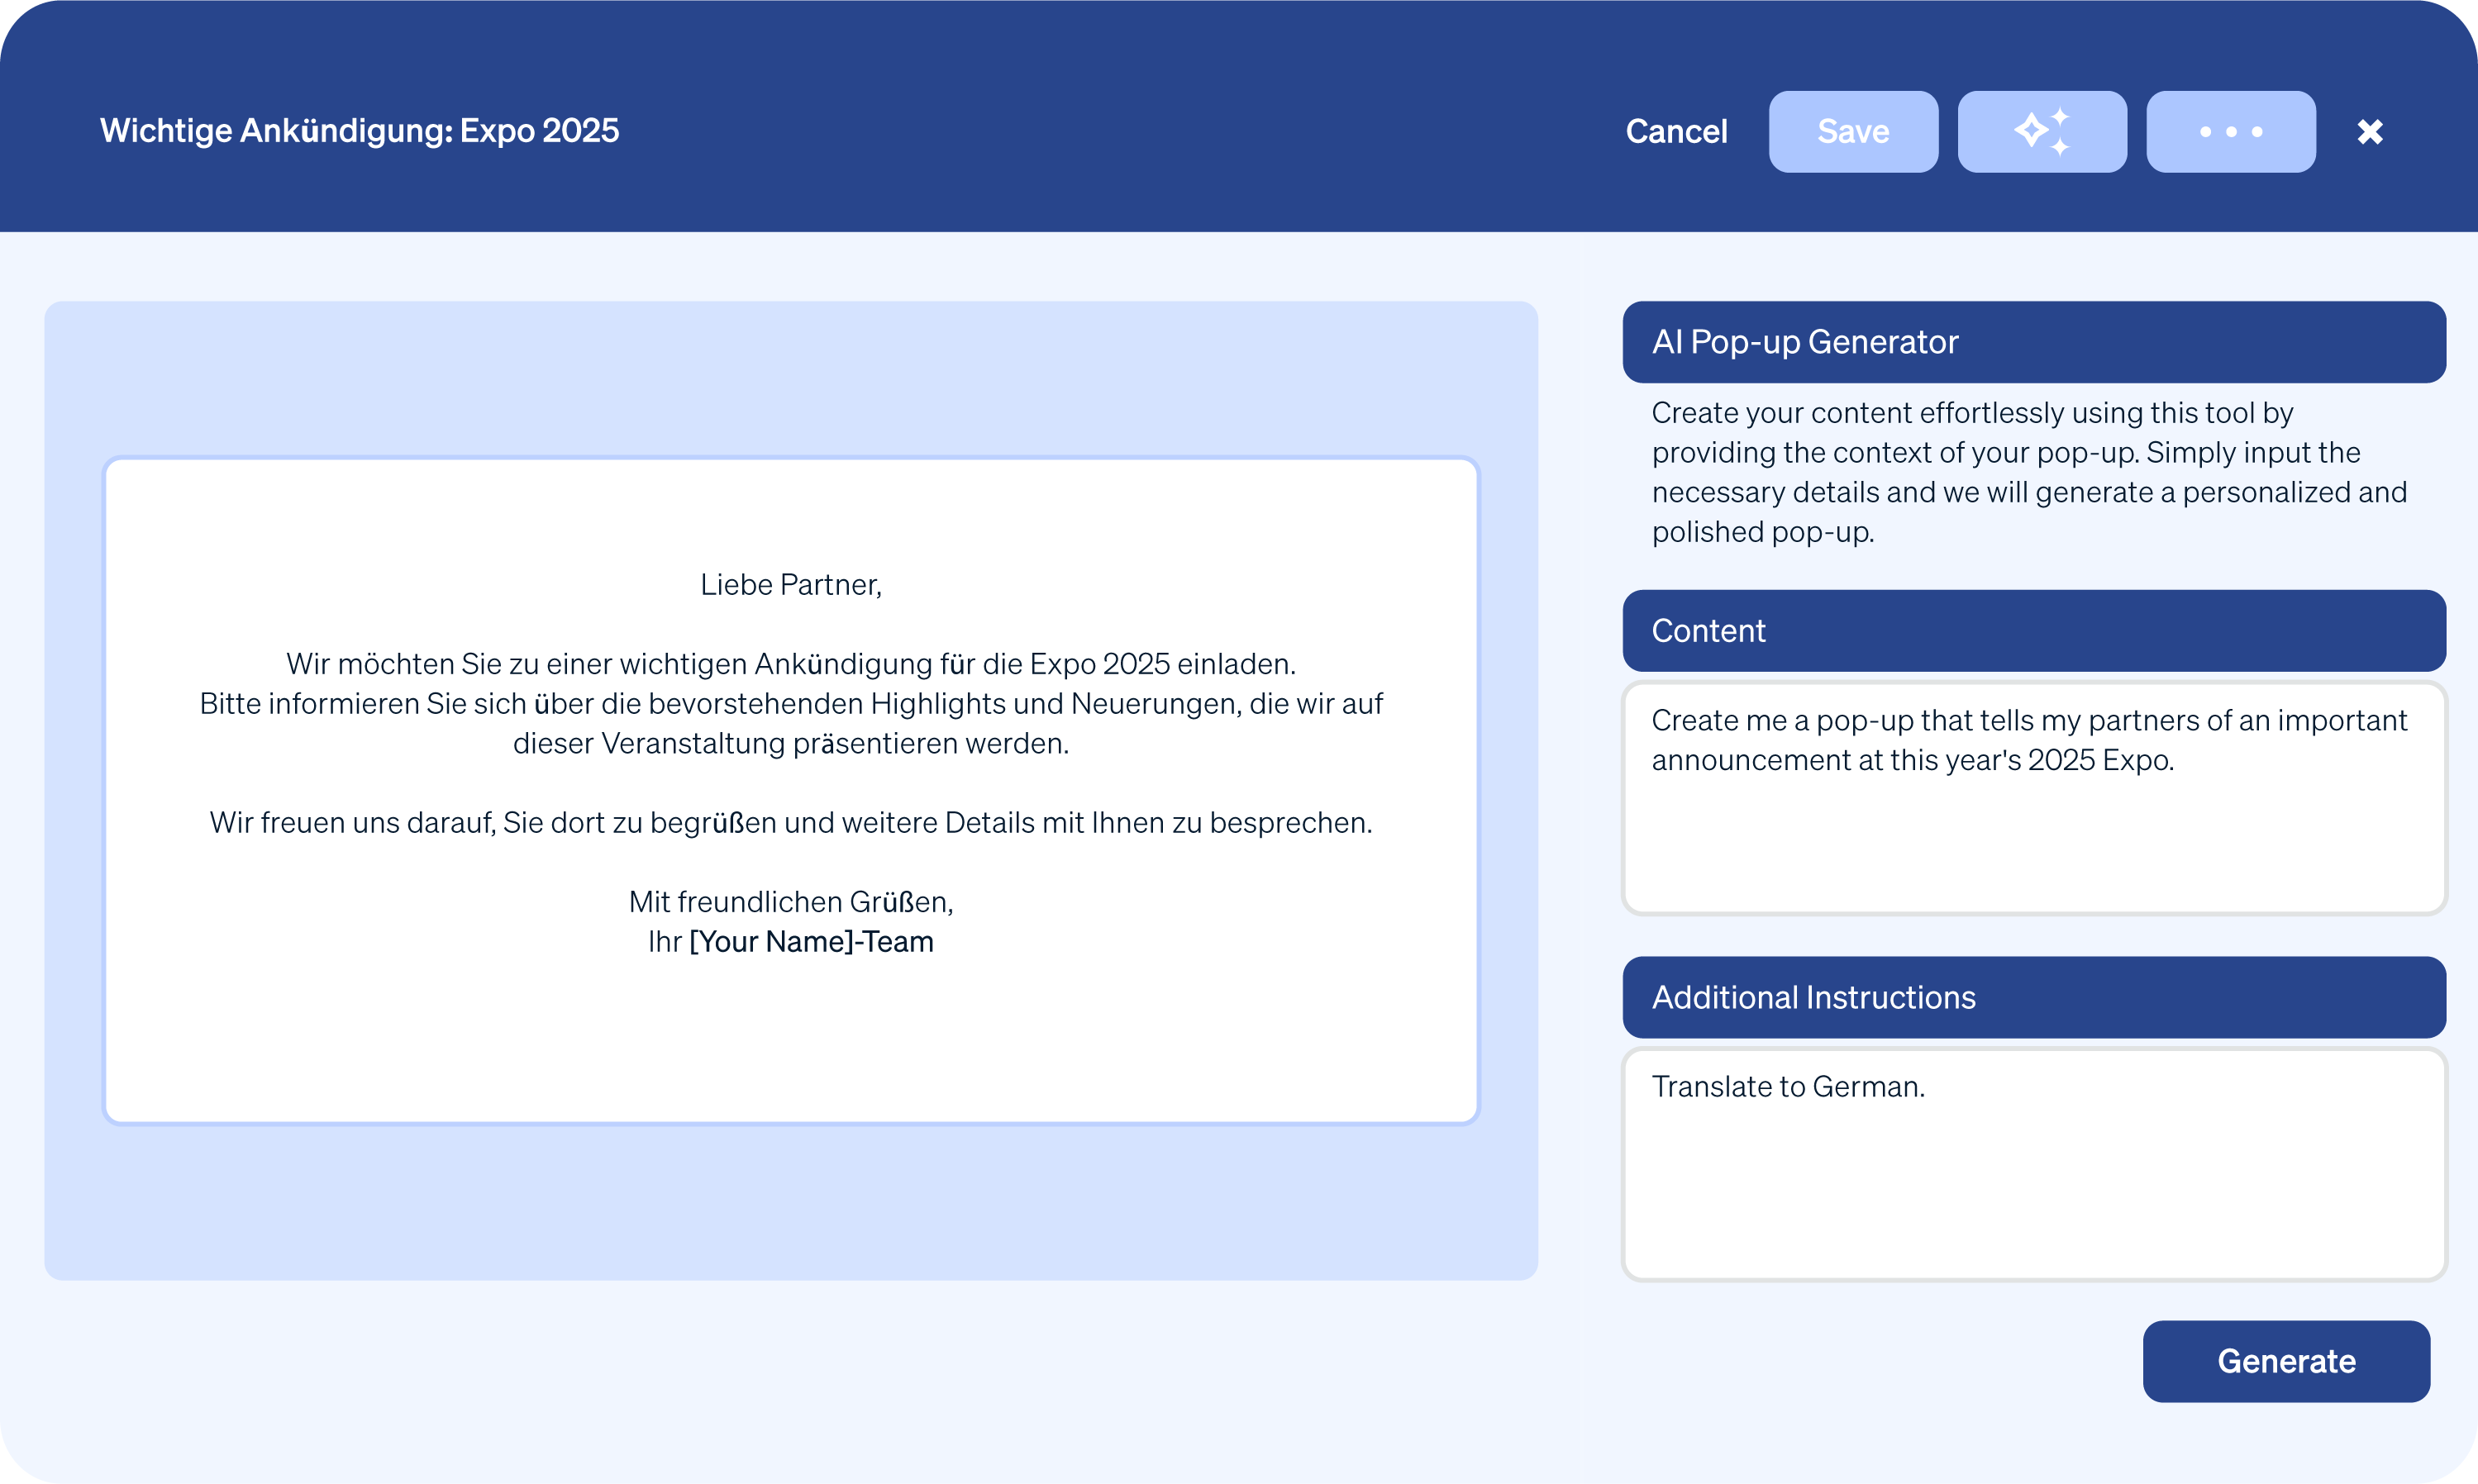 Wichtige Ankündigung: Expo 2025
Cancel
Save
Liebe Partner,
Wir möchten Sie zu einer wichtigen Ankündigung für die Expo 2025 einladen.
Bitte informieren Sie sich über die bevorstehenden Highlights und Neuerungen, die wir auf
dieser Veranstaltung präsentieren werden.
Wir freuen uns darauf, Sie dort zu begrüßen und weitere Details mit Ihnen zu besprechen.
Mit freundlichen Grüßen,
Ihr [Your Name]-Team
AI Pop-up Generator
Create your content effortlessly using this tool by
providing the context of your pop-up. Simply input the
necessary details and we will generate a personalized and
polished pop-up.
Content
Create me a pop-up that tells my partners of an important
announcement at this year's 2025 Expo.
Additional Instructions
Translate to German.
Generate